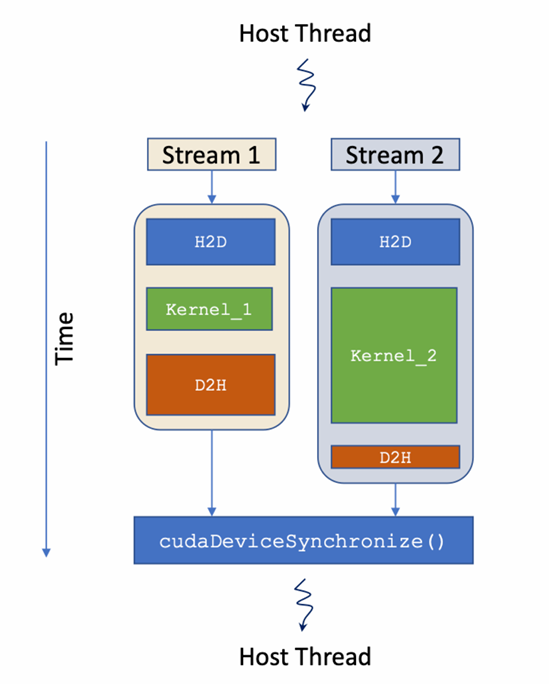 Host Thread
Stream 1
Stream 2
H2D
H2D
Kernel_1
Kernel_2
D2H
D2H
Time
cudaDeviceSynchronize()
Host Thread